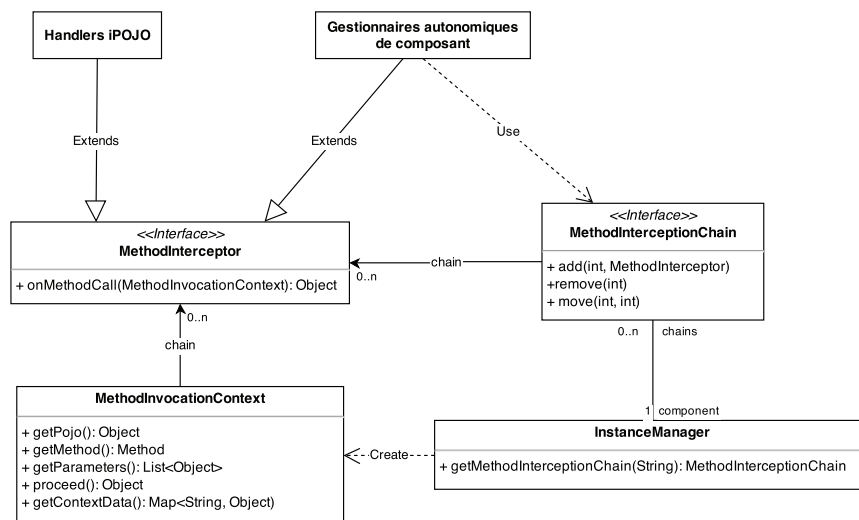 Handlers iPOJO
Gestionnaires autonomiques
de composant
Extends
Extends
Use
<<Interface>>
MethodInterceptor
+ onMethodCall(MethodInvocationContext): Object
<<Interface>>
MethodInterceptionChain
+ add(int, MethodInterceptor)
+remove(int)
+ move(int, int)
chain
0..n
0..n
chain
0..n
chains
MethodInvocationContext
+ getPojo(): Object
+ getMethod(): Method
+ getParameters(): List<Object>
+ proceed(): Object
+ getContextData(): Map<String, Object)
Create
1
component
InstanceManager
+ getMethodInterceptionChain(String): MethodInterceptionChain